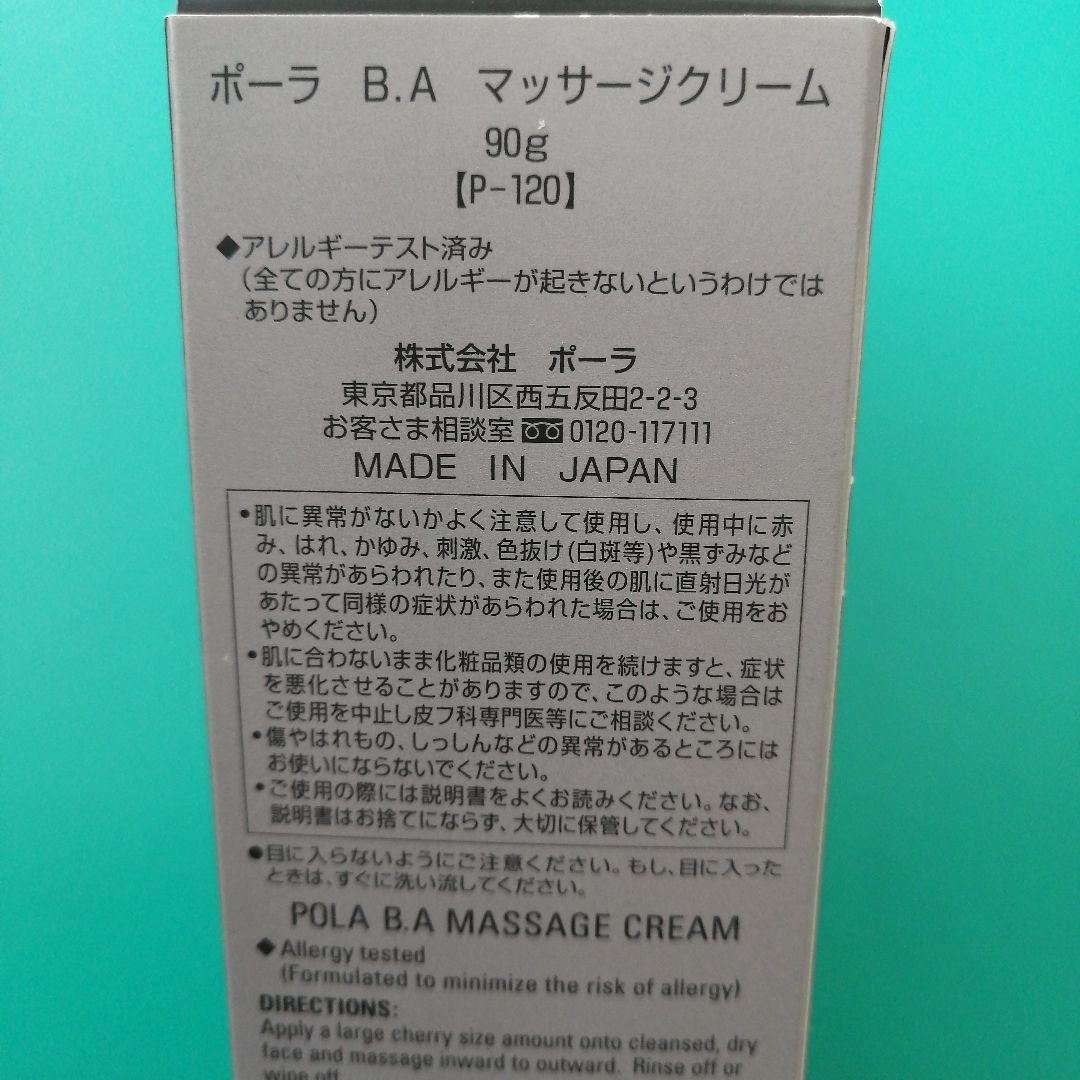 ポーラ B.A マッサージクリーム
90g
【P-120】
◆アレルギーテスト済み
(全ての方にアレルギーが起きないというわけでは
ありません)
株式会社 ポーラ
東京都品川区西五反田2-2-3
お客さま相談室 0120-117111
MADE IN JAPAN
•肌に異常がないかよく注意して使用し、使用中に赤
み、はれ、かゆみ、刺激、色抜け(白斑等)や黒ずみなど
の異常があらわれたり、また使用後の肌に直射日光が
あたって同様の症状があらわれた場合は、ご使用をお
やめください。
•肌に合わないまま化粧品類の使用を続けますと、症状
を悪化させることがありますので、このような場合は
ご使用を中止し皮フ科専門医等にご相談ください。
•傷やはれもの、しっしんなどの異常があるところには
お使いにならないでください。
•ご使用の際には説明書をよくお読みください。なお、
説明書はお捨てにならず、大切に保管してください。
●目に入らないようにご注意ください。もし、目に入った
ときは、すぐに洗い流してください。
POLA B.A MASSAGE CREAM
◆Allergy tested
(Formulated to minimize the risk of allergy)
DIRECTIONS:
Apply a large cherry size amount onto cleansed, dry
face and massage inward to outward. Rinse off or
wipe off